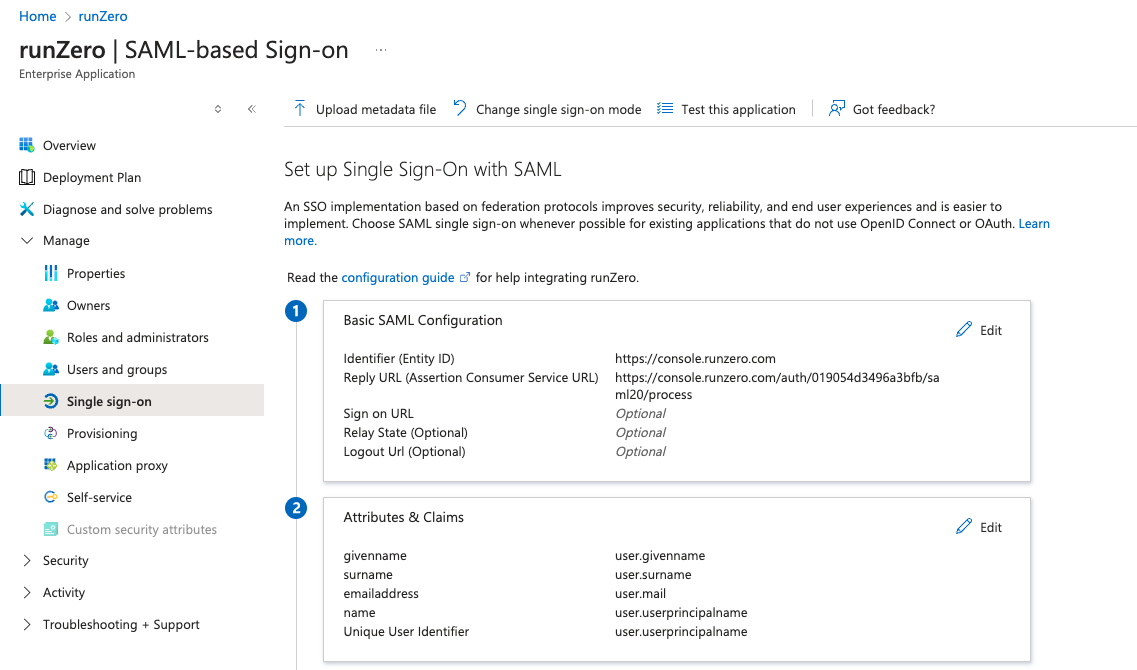 Home > runZero
runZero | SAML-based Sign-on ...
Enterprise Application
Upload metadata file Change single sign-on mode Test this application Got feedback?
Overview
Deployment Plan
Diagnose and solve problems
Manage
Properties
Owners
Roles and administrators
Users and groups
Single sign-on
Provisioning
Application proxy
Self-service
Custom security attributes
Security
Activity
Troubleshooting + Support
Set up Single Sign-On with SAML
An SSO implementation based on federation protocols improves security, reliability, and end user experiences and is easier to
implement. Choose SAML single sign-on whenever possible for existing applications that do not use OpenID Connect or OAuth. Learn
more.
Read the configuration guide for help integrating runZero.
1
Basic SAML Configuration
Edit
Identifier (Entity ID) https://console.runzero.com
Reply URL (Assertion Consumer Service URL) https://console.runzero.com/auth/019054d3496a3bfb/sa
ml20/process
Sign on URL Optional
Relay State (Optional) Optional
Logout Url (Optional) Optional
2
Attributes & Claims
Edit
givenname user.givenname
surname user.surname
emailaddress user.mail
name user.userprincipalname
Unique User Identifier user.userprincipalname